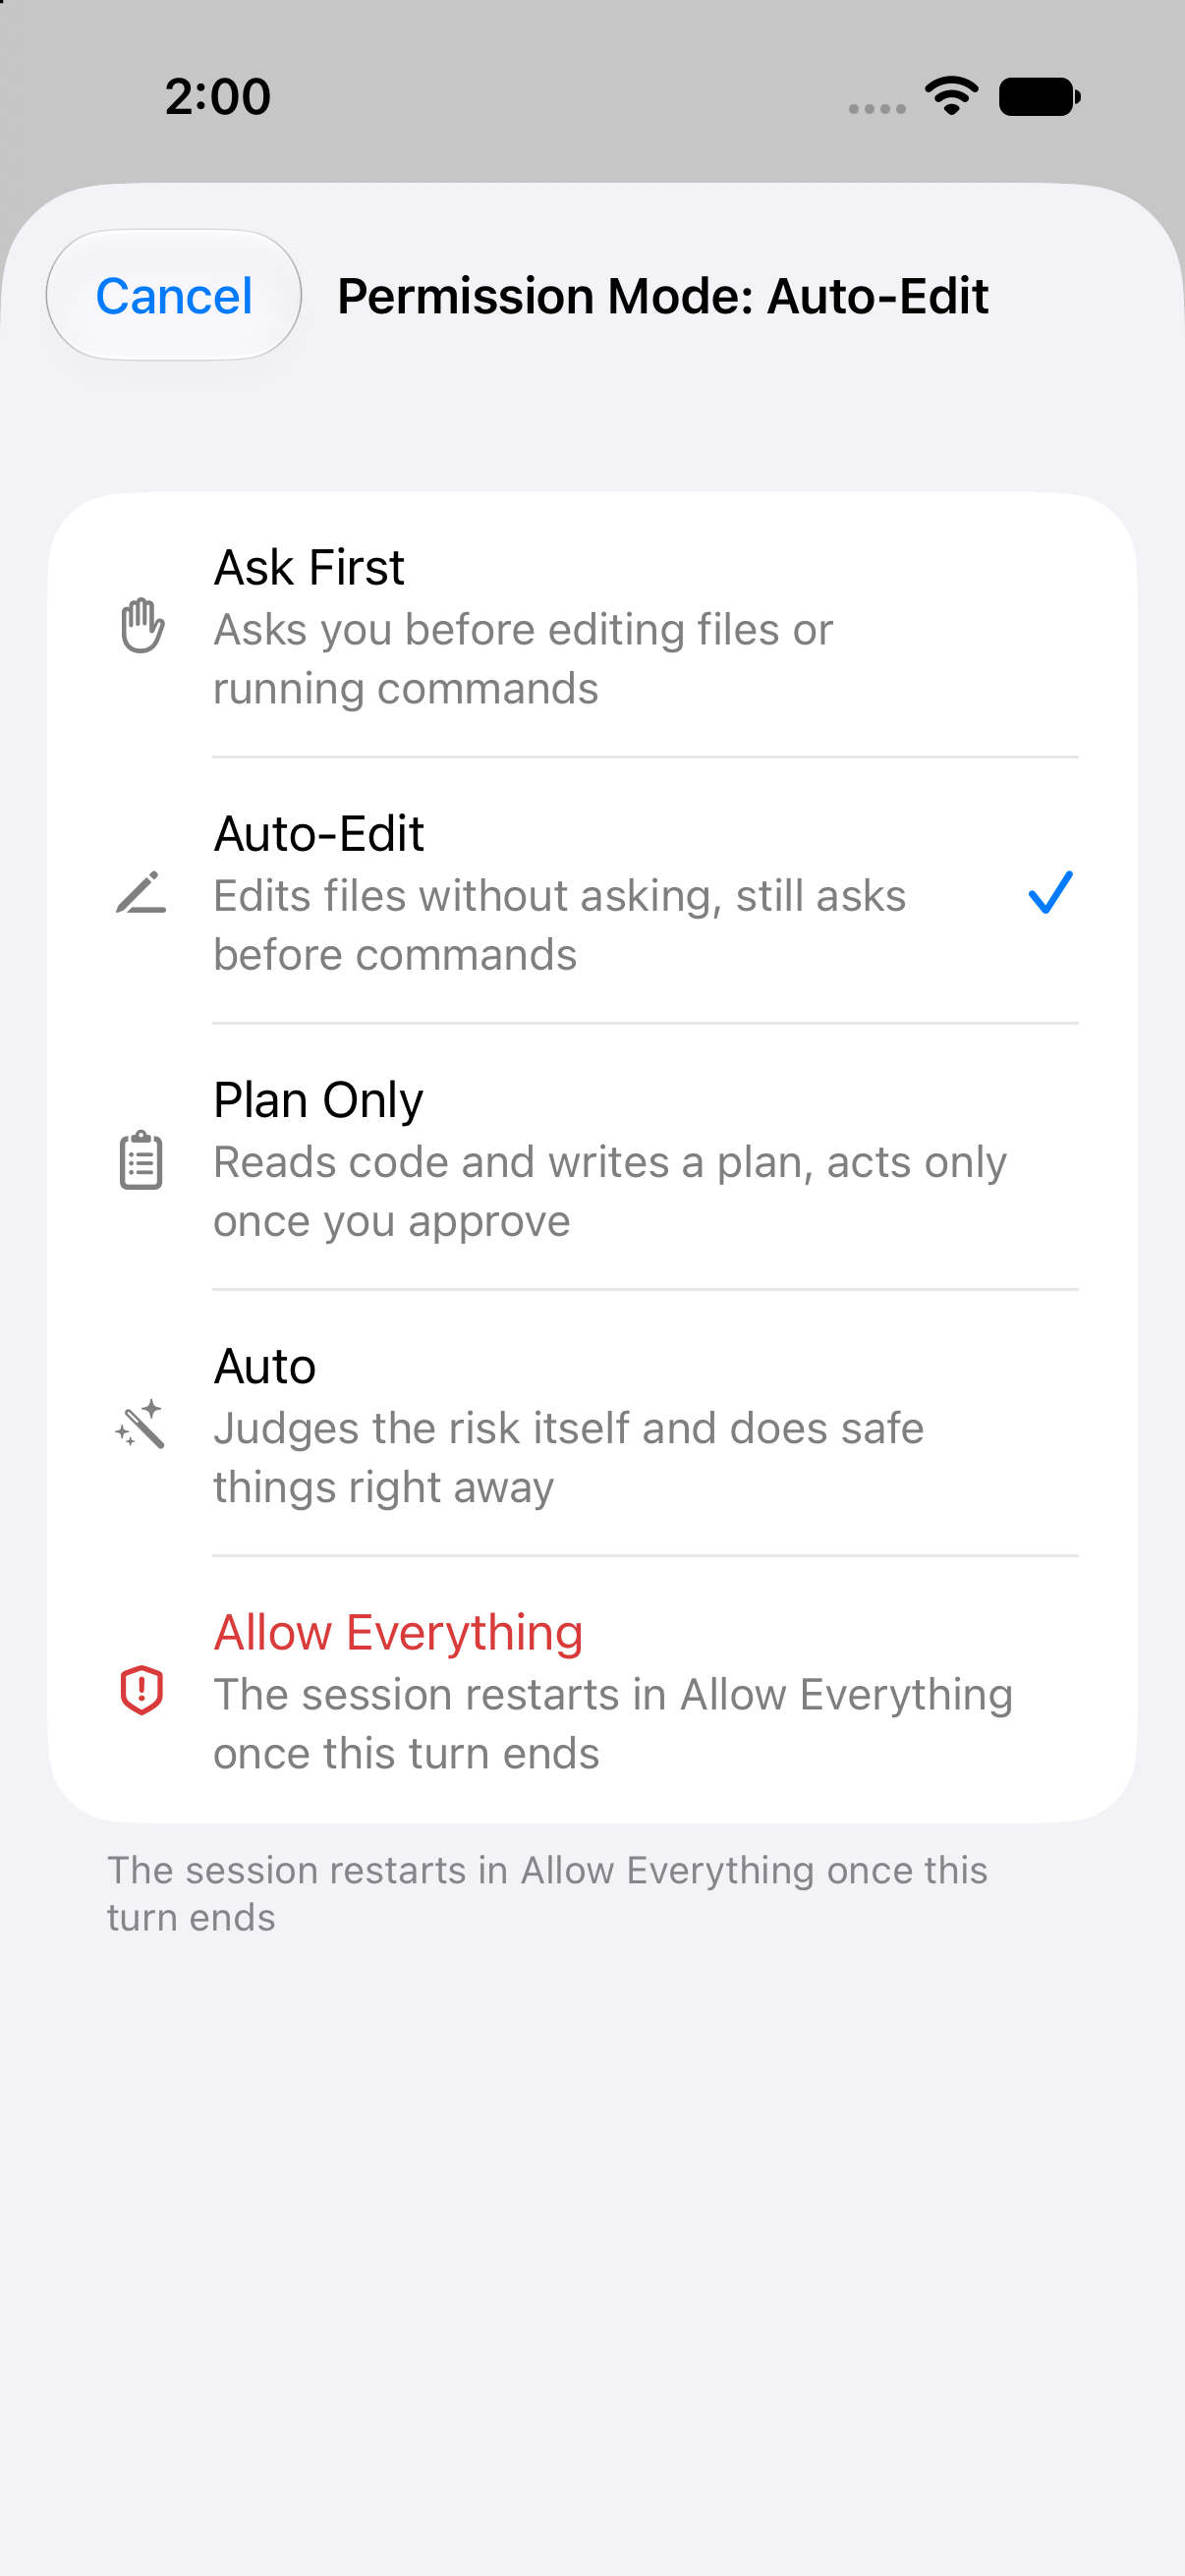 2:00
Cancel
Permission Mode: Auto-Edit
Ask First
Asks you before editing files or
running commands
Auto-Edit
Edits files without asking, still asks
before commands
Plan Only
Reads code and writes a plan, acts only
once you approve
Auto
Judges the risk itself and does safe
things right away
Allow Everything
The session restarts in Allow Everything
once this turn ends
The session restarts in Allow Everything once this
turn ends